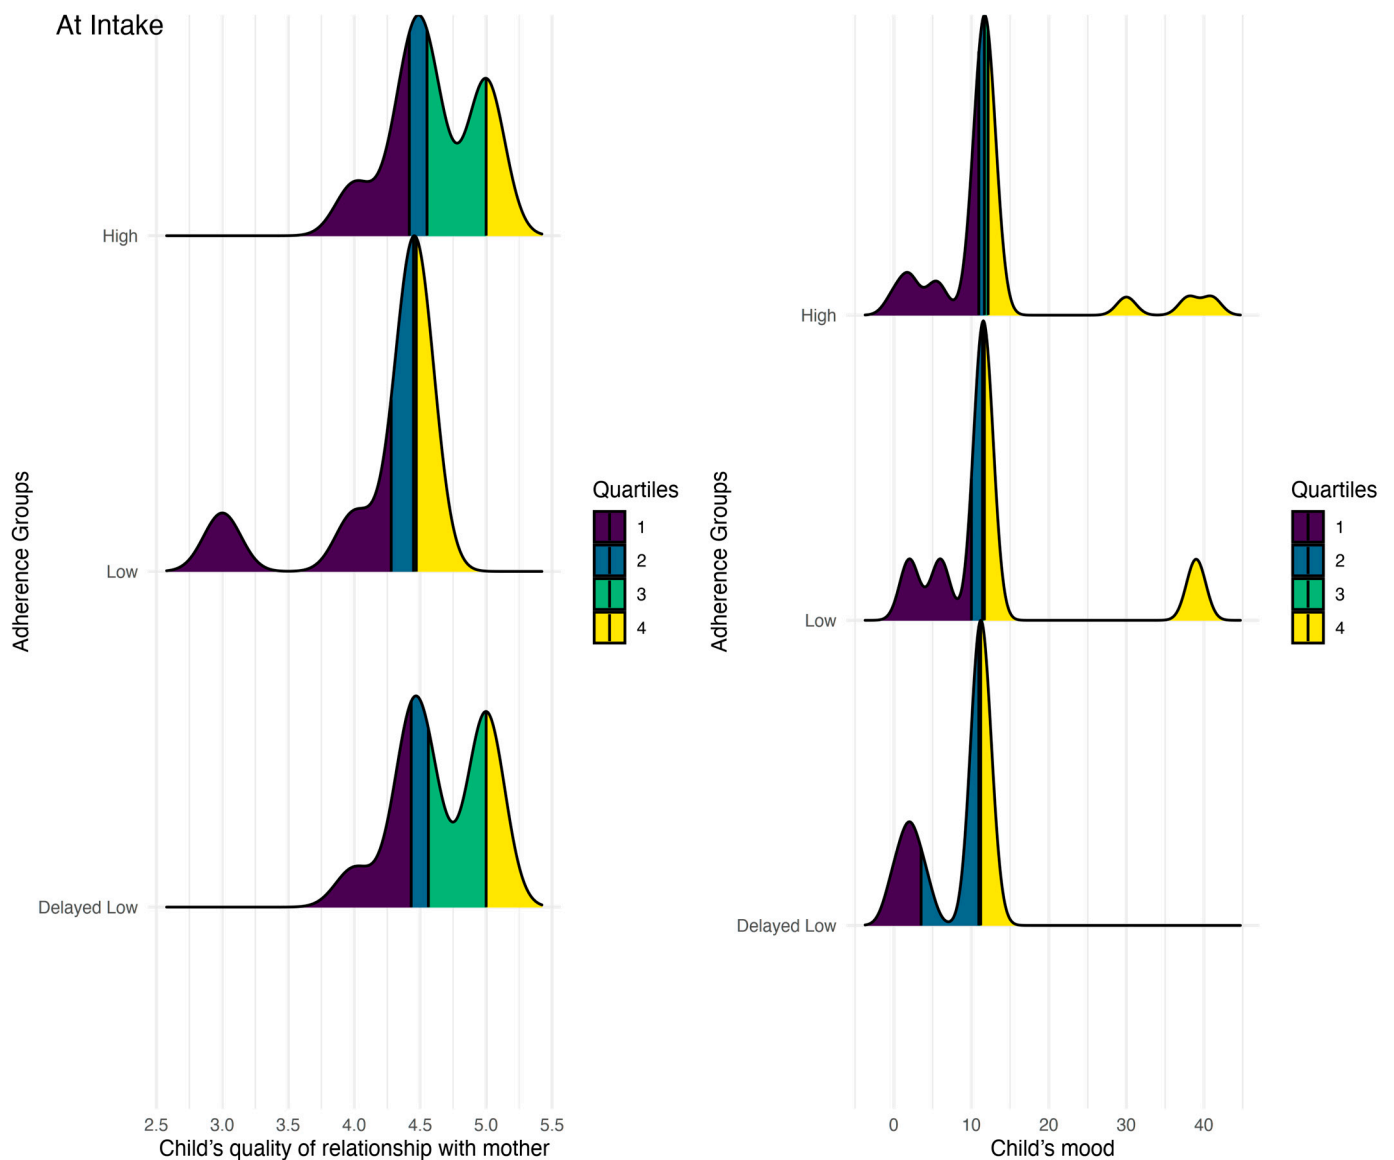 At Intake
Adherence Groups
High
Low
Delayed Low
2.5 3.0 3.5 4.0 4.5 5.0 5.5
Child’s quality of relationship with mother
Quartiles
1
2
3
4
Adherence Groups
High
Low
Delayed Low
0 10 20 30 40
Child’s mood
Quartiles
1
2
3
4